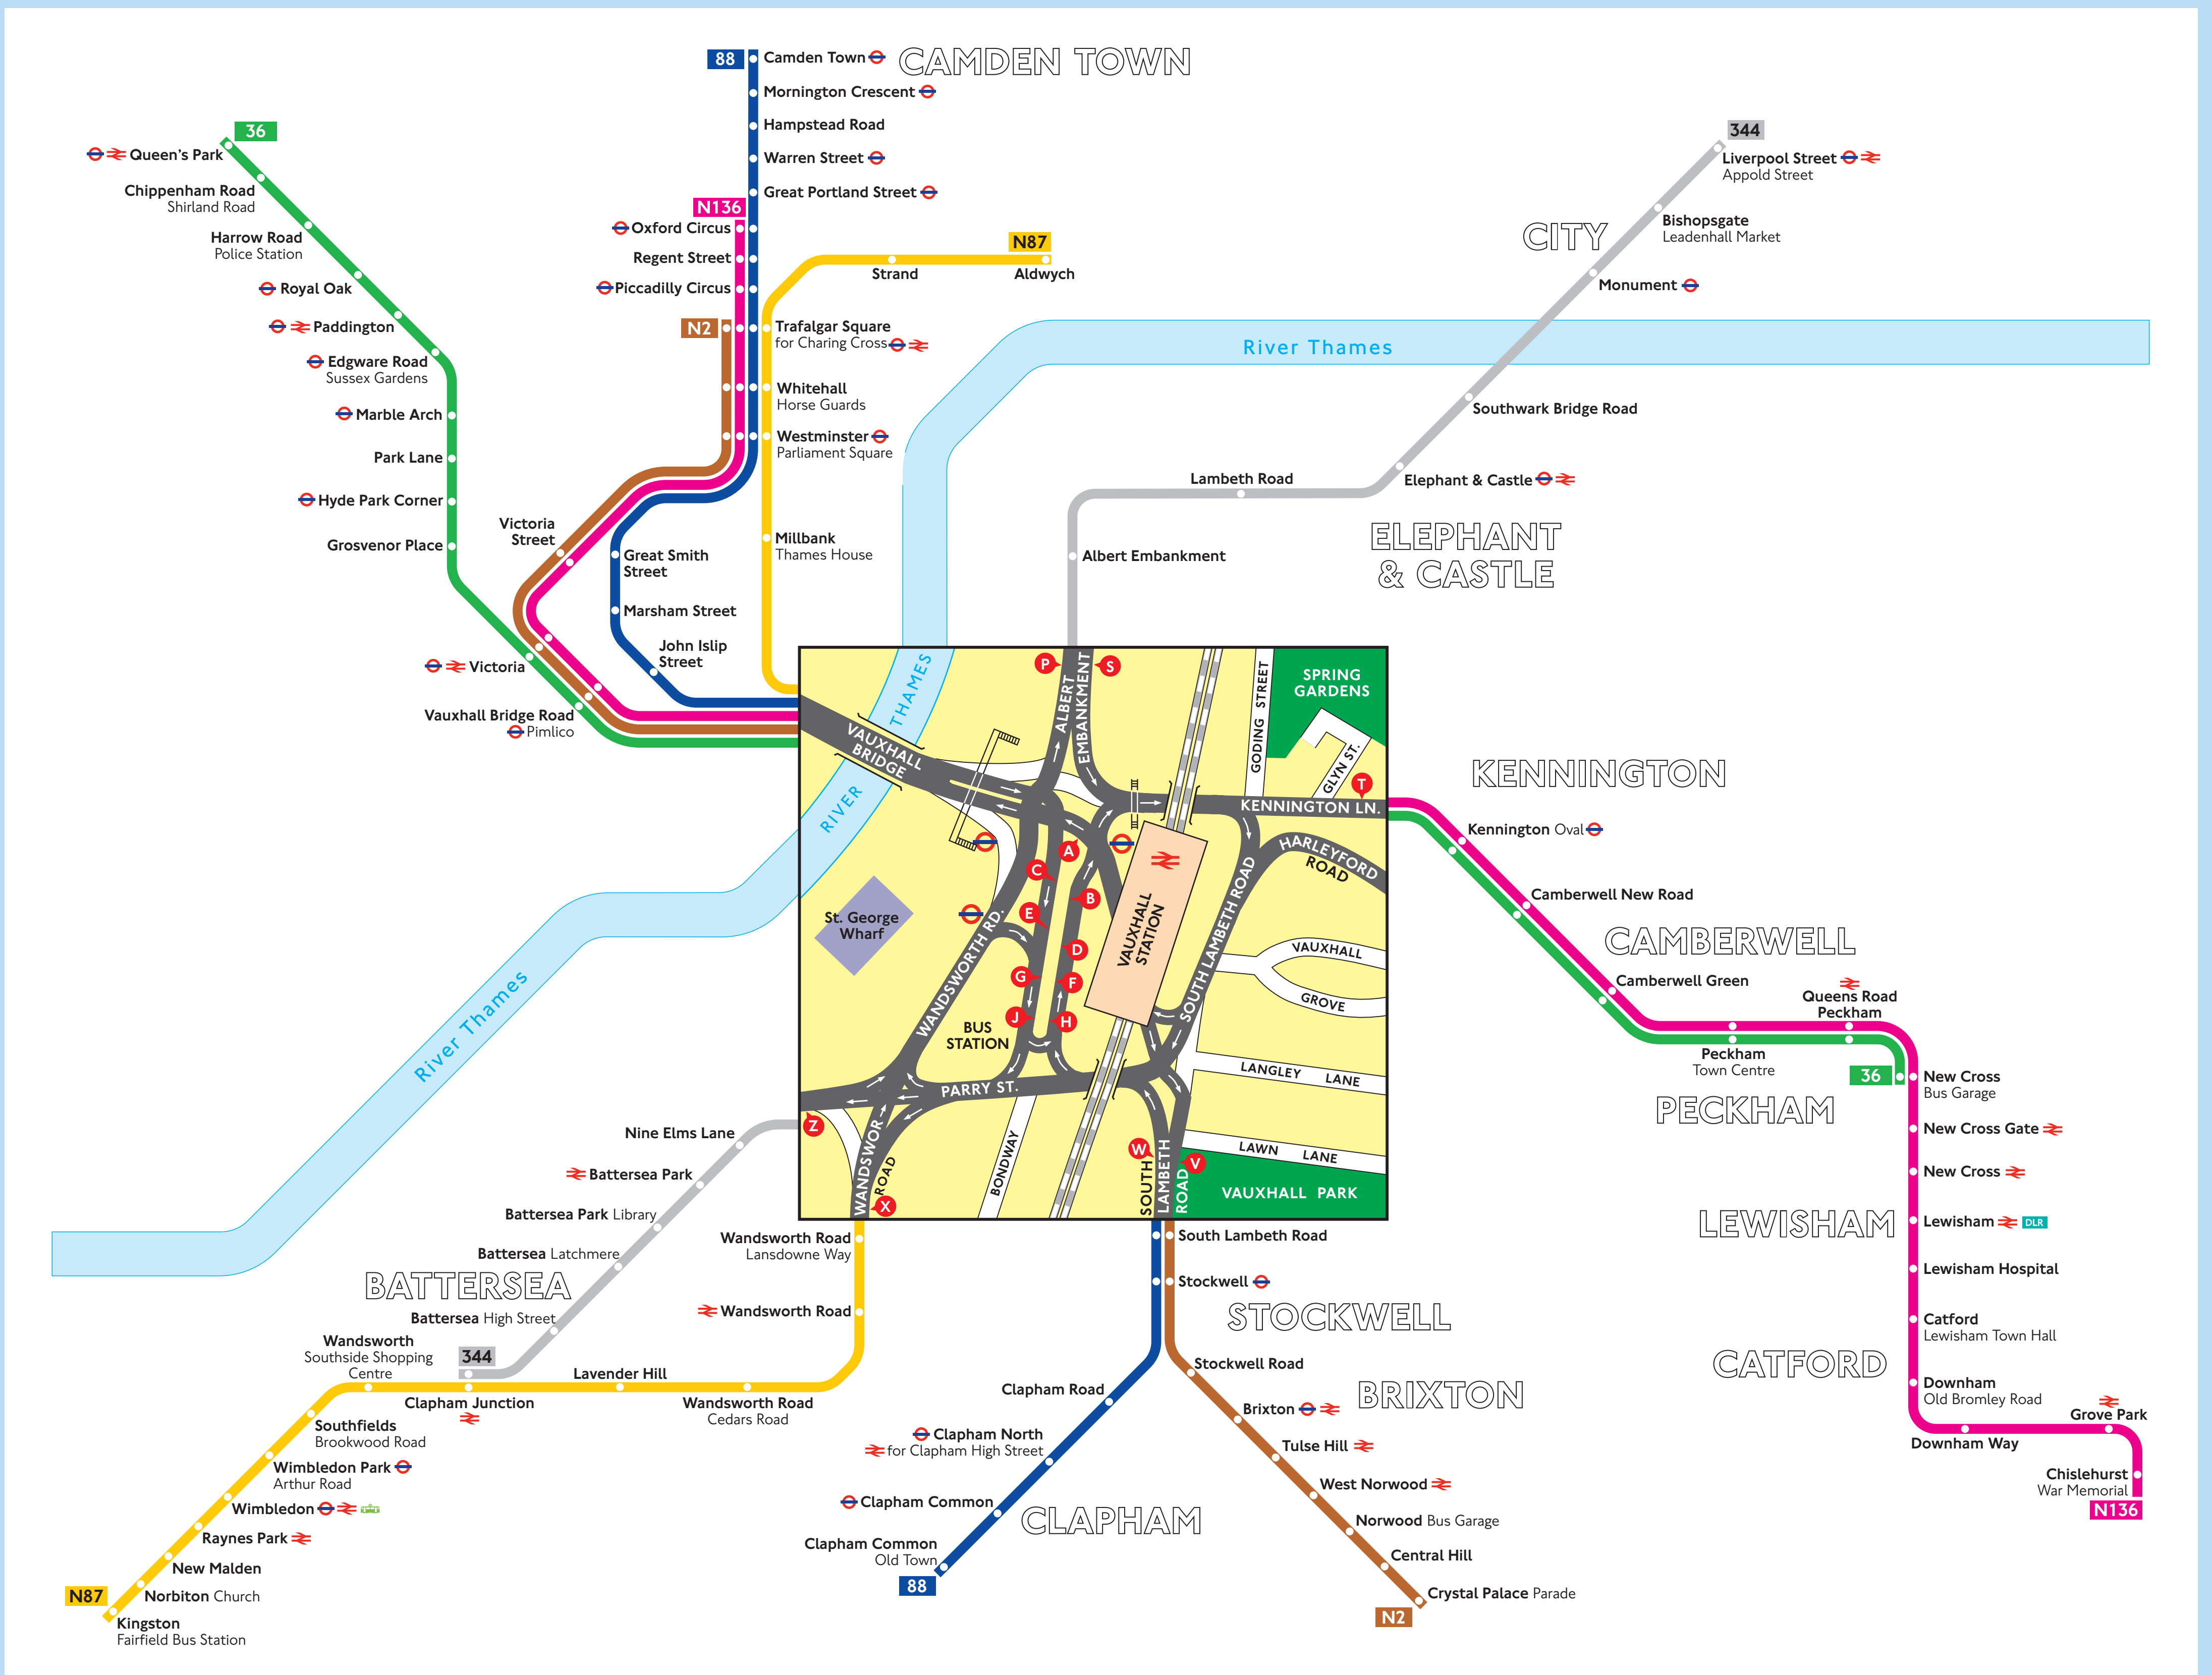 88
Camden Town
CAMDEN TOWN
Mornington Crescent
Hampstead Road
Warren Street
Great Portland Street
N136
Oxford Circus
Regent Street
Piccadilly Circus
N2
Trafalgar Square
for Charing Cross
Whitehall
Horse Guards
Westminster
Parliament Square
N87
Strand
Aldwych
Millbank
Thames House
36
Queen's Park
Chippenham Road
Shirland Road
Harrow Road
Police Station
Royal Oak
Paddington
Edgware Road
Sussex Gardens
Marble Arch
Park Lane
Hyde Park Corner
Grosvenor Place
Victoria
Street
Great Smith
Street
Marsham Street
John Islip
Street
Victoria
Vauxhall Bridge Road
Pimlico
344
Liverpool Street
Appold Street
Bishopsgate
Leadenhall Market
CITY
Monument
River Thames
Southwark Bridge Road
Elephant & Castle
Lambeth Road
ELEPHANT
& CASTLE
Albert Embankment
P
S
ALBERT
EMBANKMENT
THAMES
RIVER
VAUXHALL
BRIDGE
GODING STREET
SPRING
GARDENS
GLYN ST.
T
KENNINGTON LN.
HARLEYFORD
ROAD
A
C
B
E
D
G
F
J
H
St. George
Wharf
WANDSWORTH RD.
VAUXHALL
STATION
SOUTH LAMBETH ROAD
VAUXHALL
GROVE
BUS
STATION
PARRY ST.
LANGLEY LANE
LAWN LANE
Z
WANDSWOR
ROAD
X
BONDWAY
W
V
SOUTH
LAMBETH
ROAD
VAUXHALL PARK
KENNINGTON
Kennington Oval
Camberwell New Road
CAMBERWELL
Camberwell Green
Queens Road
Peckham
Peckham
Town Centre
36
New Cross
Bus Garage
PECKHAM
New Cross Gate
New Cross
LEWISHAM
Lewisham
DLR
Lewisham Hospital
Catford
Lewisham Town Hall
CATFORD
Downham
Old Bromley Road
Downham Way
Grove Park
Chislehurst
War Memorial
N136
River Thames
Nine Elms Lane
Battersea Park
Battersea Park Library
Battersea Latchmere
BATTERSEA
Battersea High Street
344
Wandsworth Road
Lansdowne Way
Wandsworth Road
Wandsworth
Southside Shopping
Centre
Clapham Junction
Lavender Hill
Wandsworth Road
Cedars Road
Southfields
Brookwood Road
Wimbledon Park
Arthur Road
Wimbledon
Raynes Park
New Malden
Norbiton Church
N87
Kingston
Fairfield Bus Station
South Lambeth Road
Stockwell
STOCKWELL
Stockwell Road
Clapham Road
Clapham North
for Clapham High Street
Clapham Common
CLAPHAM
Clapham Common
Old Town
88
Brixton
BRIXTON
Tulse Hill
West Norwood
Norwood Bus Garage
Central Hill
Crystal Palace Parade
N2